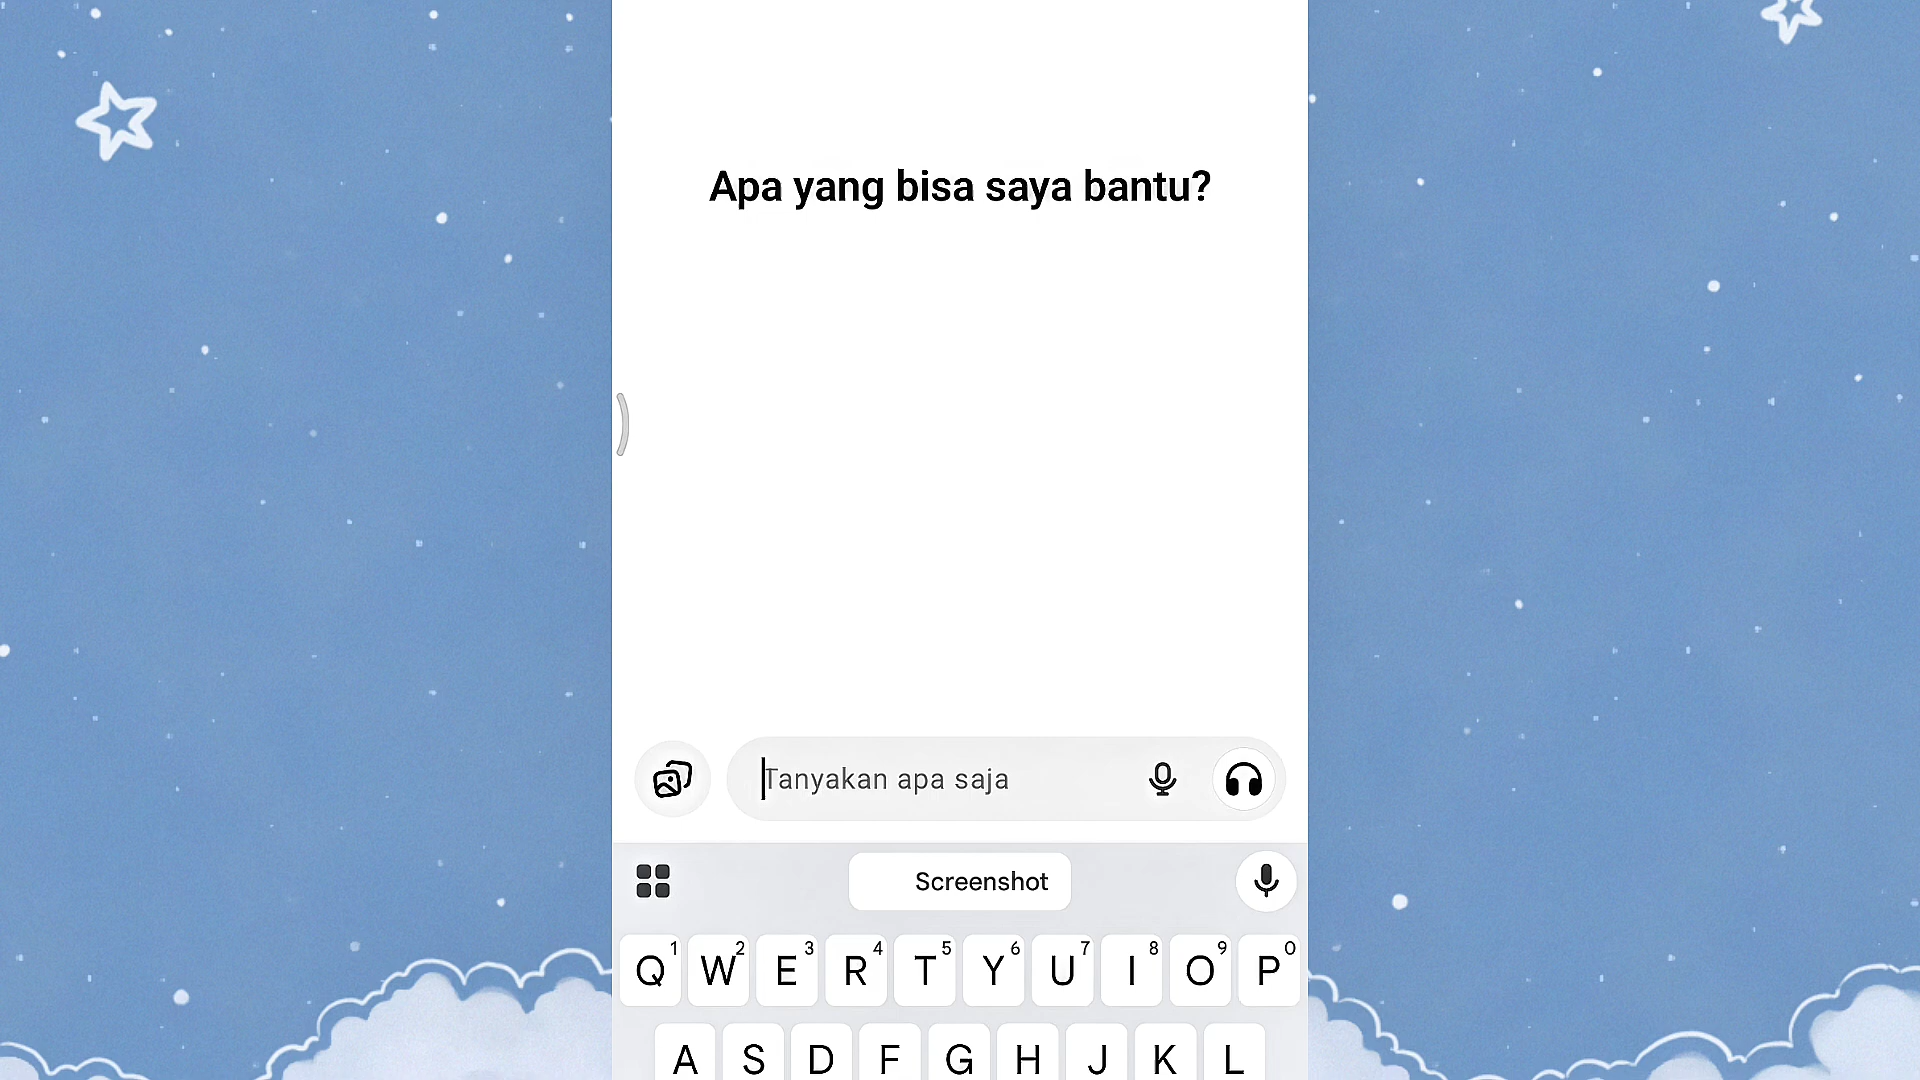 Apa yang bisa saya bantu?
Tanyakan apa saja
Screenshot
Q1 W2 E3 R4 T5 Y6 U7 I8 O9 P0
A S D F G H J K L